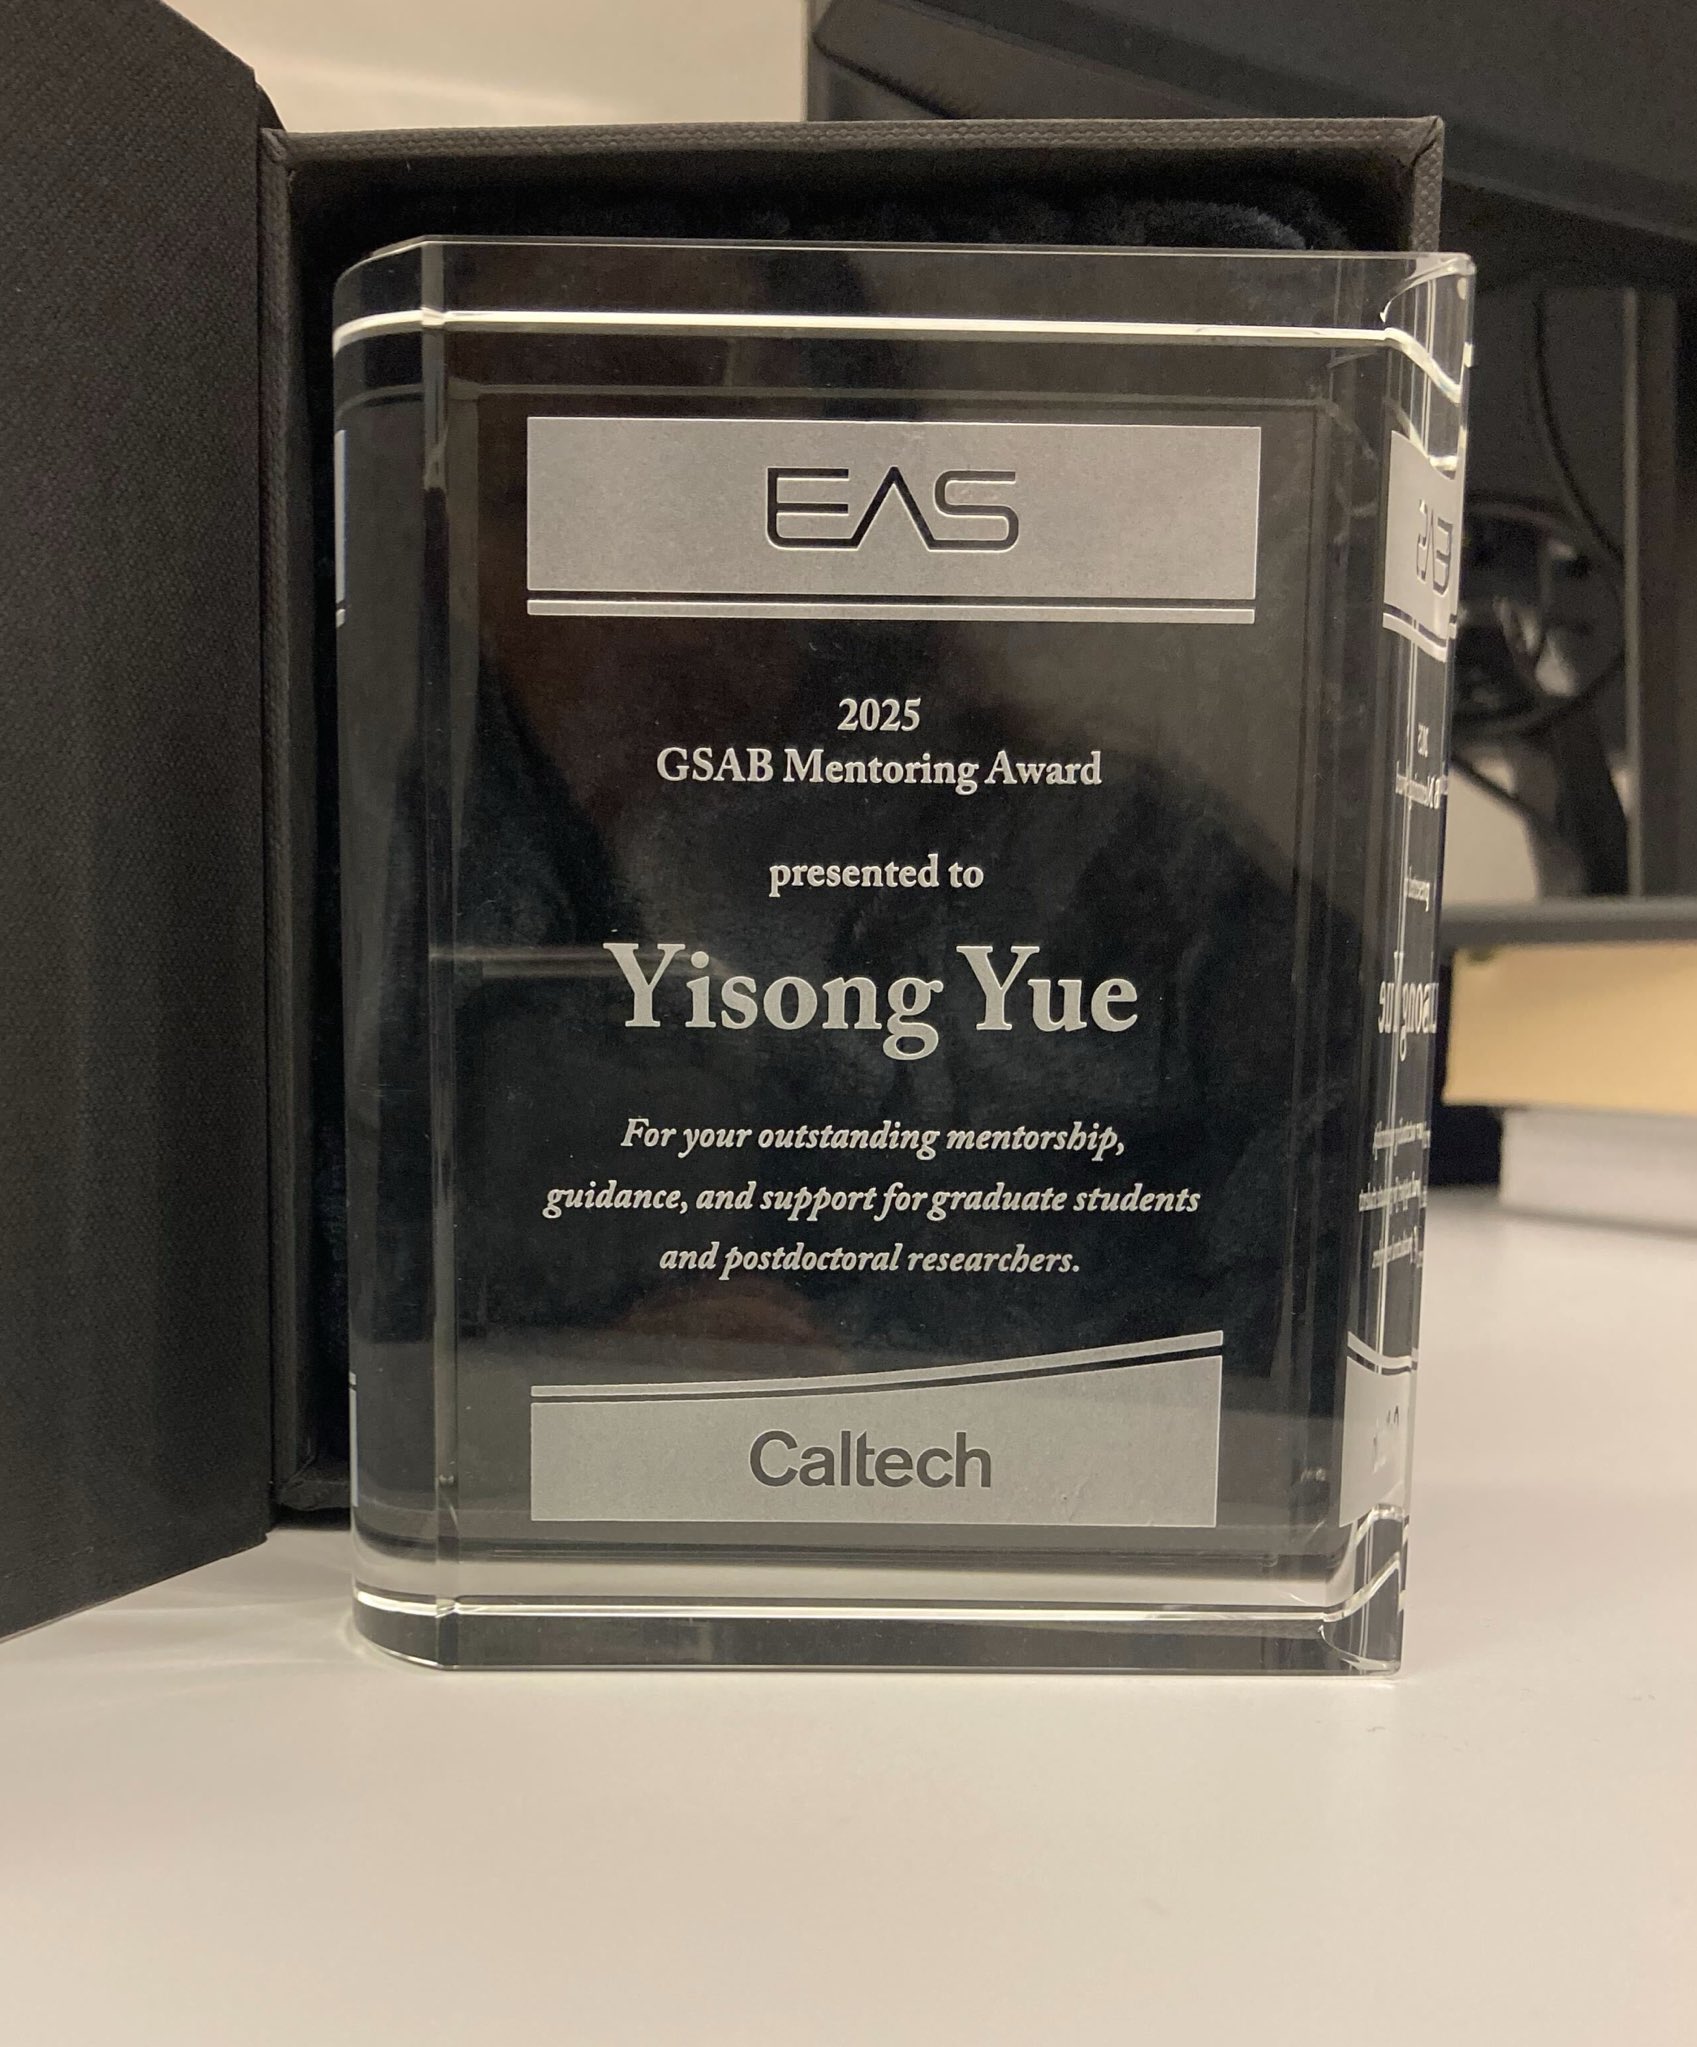 EAS
2025
GSAB Mentoring Award
presented to
Yisong Yue
For your outstanding mentorship,
guidance, and support for graduate students
and postdoctoral researchers.
Caltech